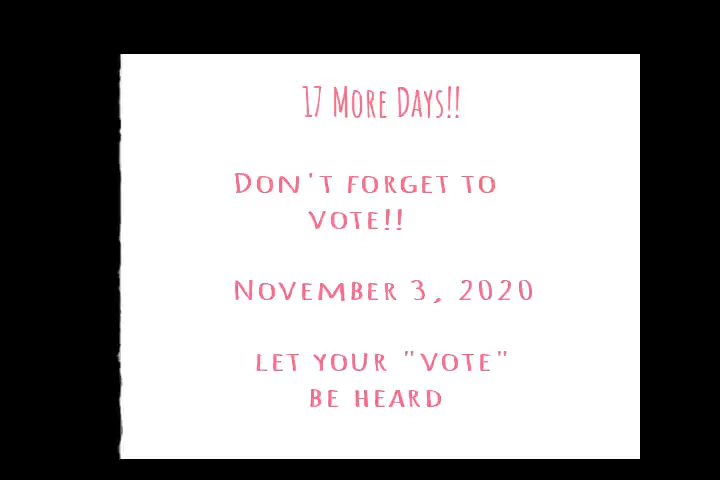 17 More Days!!
Don't forget to
vote!!
November 3, 2020
Let your "vote"
be heard